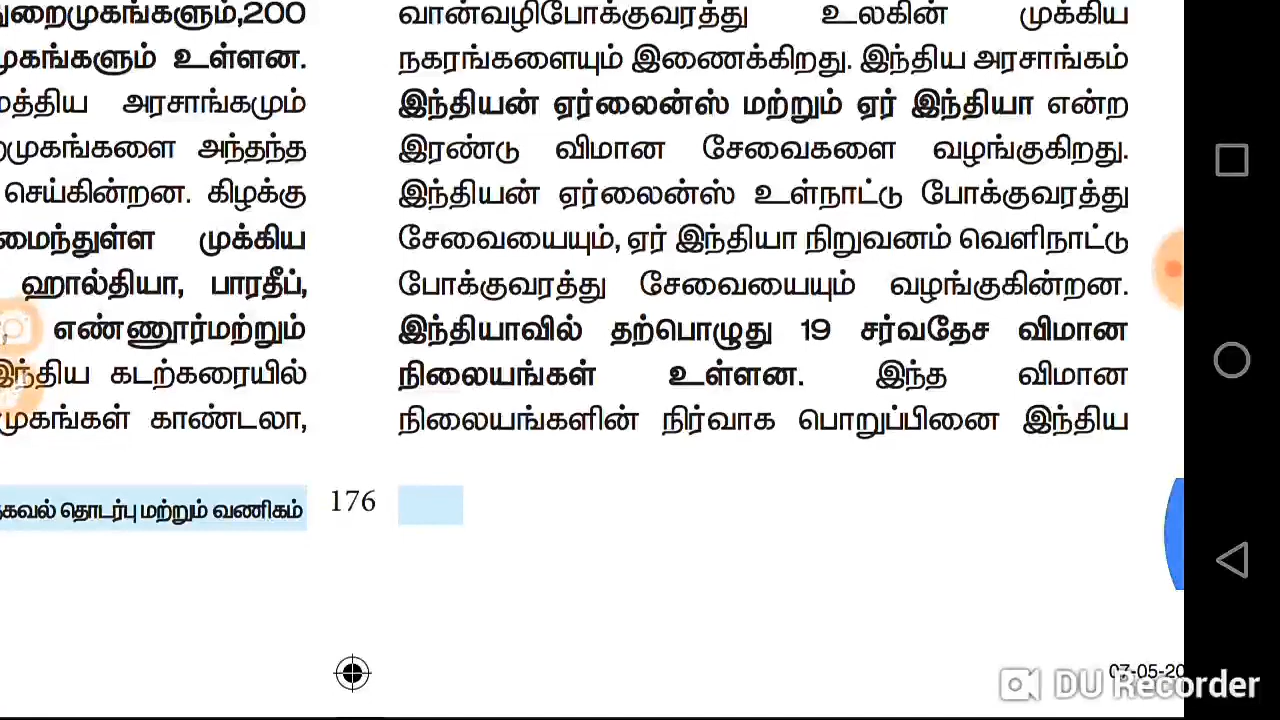 துறைமுகங்களும்,200
முகங்களும் உள்ளன.
மத்திய அரசாங்கமும்
முகங்களை அந்தந்த
செய்கின்றன. கிழக்கு
மைந்துள்ள முக்கிய
ஹால்தியா, பாரதீப்,
எண்ணூர்மற்றும்
இந்திய கடற்கரையில்
முகங்கள் காண்டலா,
வான்வழிபோக்குவரத்து உலகின் முக்கிய
நகரங்களையும் இணைக்கிறது. இந்திய அரசாங்கம்
இந்தியன் ஏர்லைன்ஸ் மற்றும் ஏர் இந்தியா என்ற
இரண்டு விமான சேவைகளை வழங்குகிறது.
இந்தியன் ஏர்லைன்ஸ் உள்நாட்டு போக்குவரத்து
சேவையையும், ஏர் இந்தியா நிறுவனம் வெளிநாட்டு
போக்குவரத்து சேவையையும் வழங்குகின்றன.
இந்தியாவில் தற்பொழுது 19 சர்வதேச விமான
நிலையங்கள் உள்ளன. இந்த விமான
நிலையங்களின் நிர்வாக பொறுப்பினை இந்திய
தகவல் தொடர்பு மற்றும் வணிகம் 176
07-05-20
DU Recorder